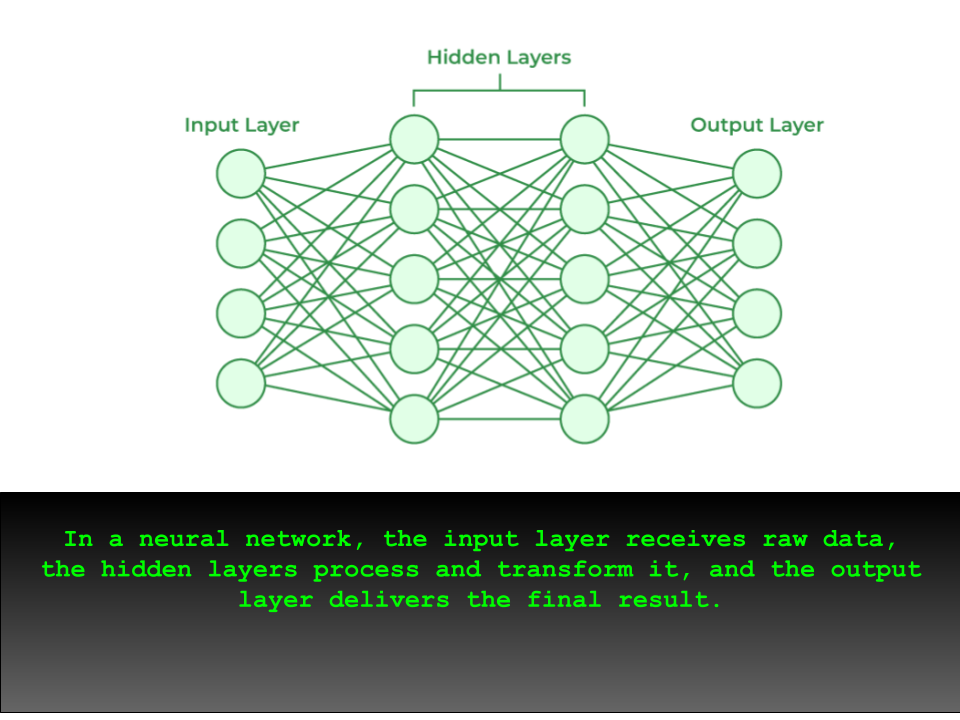 Hidden Layers
Input Layer
Output Layer
In a neural network, the input layer receives raw data,
the hidden layers process and transform it, and the output
layer delivers the final result.